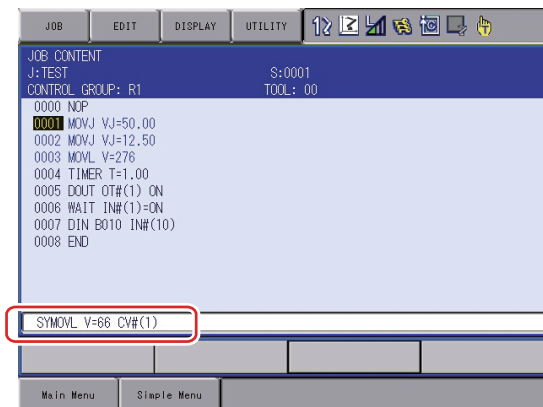 JOB EDIT DISPLAY UTILITY
JOB CONTENT
J:TEST S:0001
CONTROL GROUP: R1 TOOL: 00
0000 NOP
0001 MOVJ VJ=50.00
0002 MOVJ VJ=12.50
0003 MOVL V=276
0004 TIMER T=1.00
0005 DOUT OT#(1) ON
0006 WAIT IN#(1)=ON
0007 DIN B010 IN#(10)
0008 END
SYMOVL V=66 CV#(1)
Main Menu Simple Menu